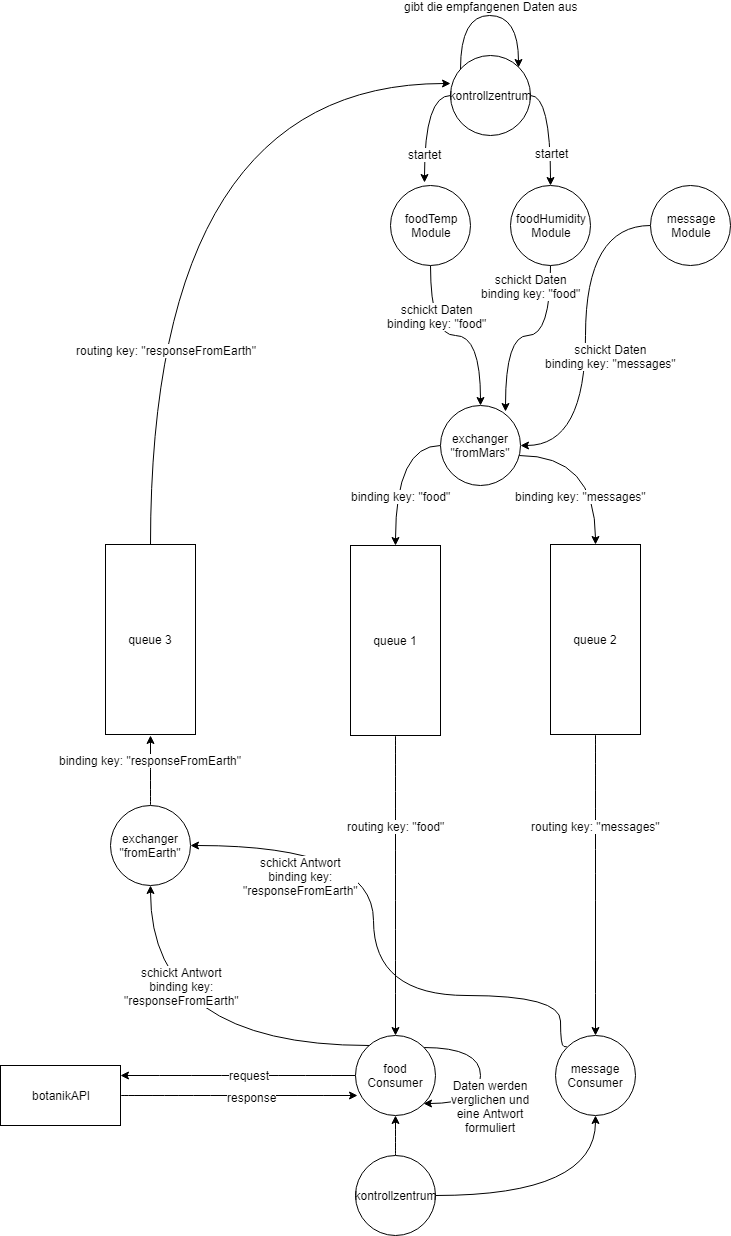 gibt die empfangenen Daten aus
kontrollzentrum
startet
startet
foodTemp
Module
foodHumidity
Module
message
Module
schickt Daten
binding key: "food"
schickt Daten
binding key: "food"
schickt Daten
binding key: "messages"
routing key: "responseFromEarth"
exchanger
"fromMars"
binding key: "food"
binding key: "messages"
queue 3
queue 1
queue 2
binding key: "responseFromEarth"
routing key: "food"
routing key: "messages"
exchanger
"fromEarth"
schickt Antwort
binding key:
"responseFromEarth"
schickt Antwort
binding key:
"responseFromEarth"
botanikAPI
request
response
food
Consumer
Daten werden
verglichen und
eine Antwort
formuliert
message
Consumer
kontrollzentrum